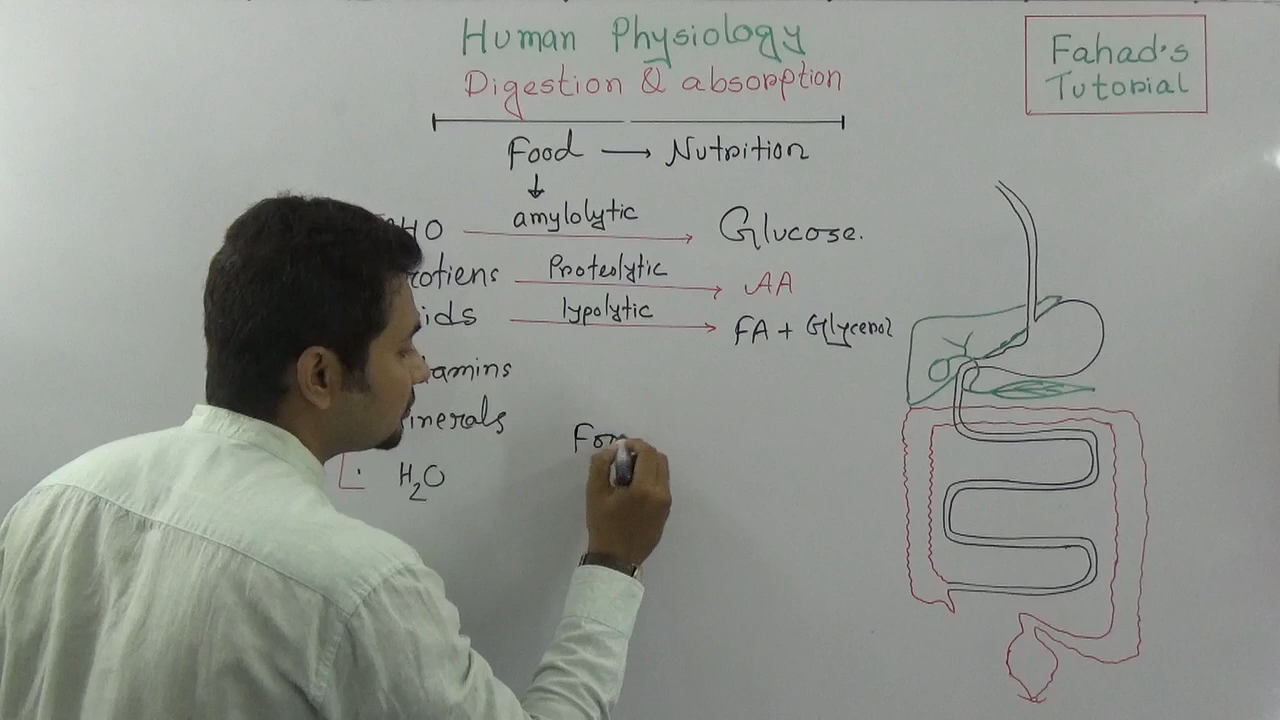 Human Physiology
Digestion & absorption
Fahad's
Tutorial
Food → Nutrition
↓
HO amylolytic → Glucose.
rotiens Proteolytic → AA
ids lypolytic → FA + Glycerol
amins
inerals
Fo
H₂O